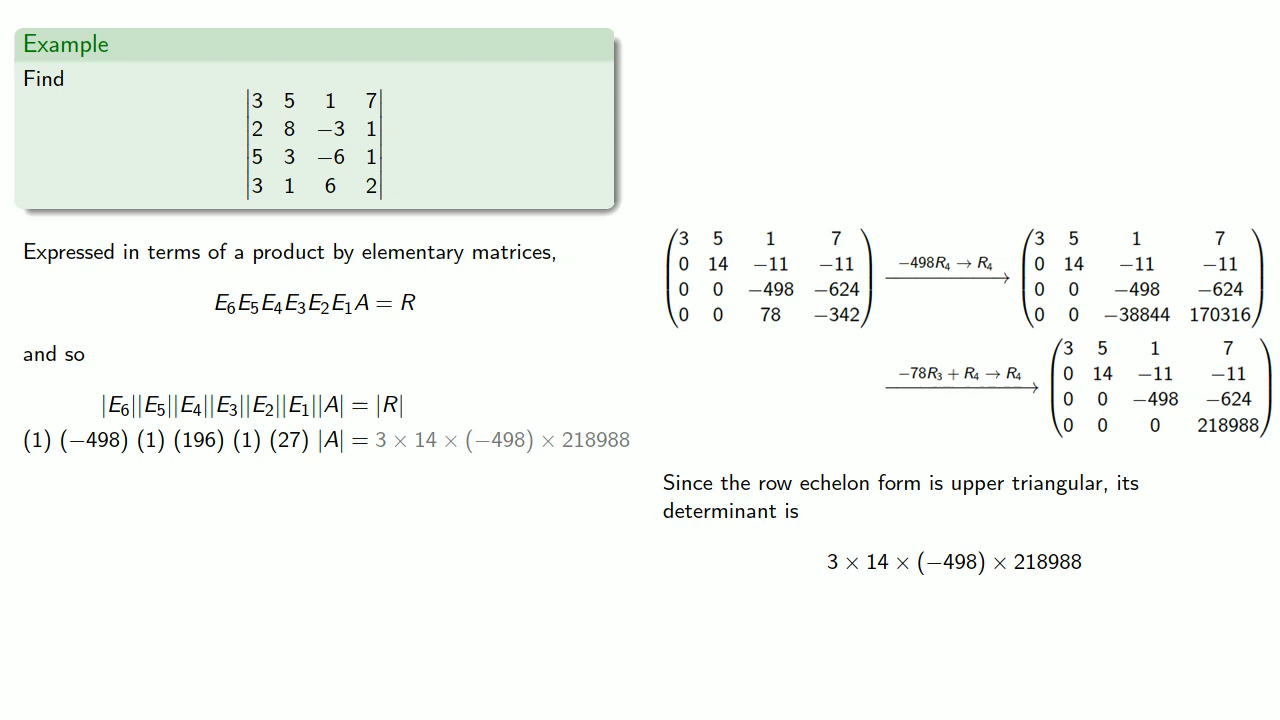 Example
Find
|3 5 1 7|
|2 8 −3 1|
|5 3 −6 1|
|3 1 6 2|
Expressed in terms of a product by elementary matrices,
E₆E₅E₄E₃E₂E₁A = R
and so
|E₆||E₅||E₄||E₃||E₂||E₁||A| = |R|
(1) (−498) (1) (196) (1) (27) |A| = 3 × 14 × (−498) × 218988
3 5 1 7
0 14 −11 −11
0 0 −498 −624
0 0 78 −342
−498R₄ → R₄
3 5 1 7
0 14 −11 −11
0 0 −498 −624
0 0 −38844 170316
−78R₃ + R₄ → R₄
3 5 1 7
0 14 −11 −11
0 0 −498 −624
0 0 0 218988
Since the row echelon form is upper triangular, its
determinant is
3 × 14 × (−498) × 218988